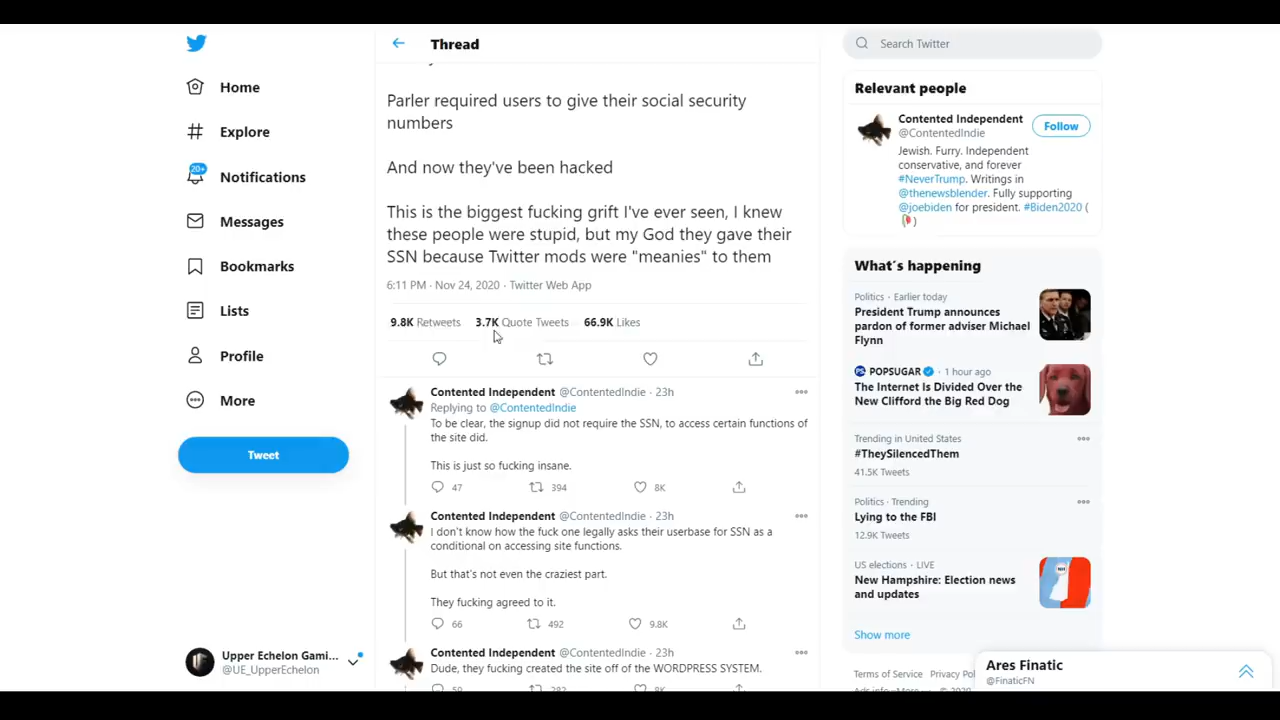 Home
Explore
20+
Notifications
Messages
Bookmarks
Lists
Profile
More
Tweet
Upper Echelon Gami...
@UE_UpperEchelon
Thread
Parler required users to give their social security
numbers
And now they've been hacked
This is the biggest fucking grift I've ever seen, I knew
these people were stupid, but my God they gave their
SSN because Twitter mods were "meanies" to them
6:11 PM · Nov 24, 2020 · Twitter Web App
9.8K Retweets 3.7K Quote Tweets 66.9K Likes
Contented Independent @ContentedIndie · 23h
Replying to @ContentedIndie
To be clear, the signup did not require the SSN, to access certain functions of
the site did.
This is just so fucking insane.
47 394 8K
Contented Independent @ContentedIndie · 23h
I don't know how the fuck one legally asks their userbase for SSN as a
conditional on accessing site functions.
But that's not even the craziest part.
They fucking agreed to it.
66 492 9.8K
Contented Independent @ContentedIndie · 23h
Dude, they fucking created the site off of the WORDPRESS SYSTEM.
59 282 8K
Search Twitter
Relevant people
Contented Independent
@ContentedIndie
Follow
Jewish. Furry. Independent
conservative, and forever
#NeverTrump. Writings in
@thenewsblender. Fully supporting
@joebiden for president. #Biden2020 (
)
What's happening
Politics · Earlier today
President Trump announces
pardon of former adviser Michael
Flynn
POPSUGAR · 1 hour ago
The Internet Is Divided Over the
New Clifford the Big Red Dog
Trending in United States
#TheySilencedThem
41.5K Tweets
Politics · Trending
Lying to the FBI
12.9K Tweets
US elections · LIVE
New Hampshire: Election news
and updates
Show more
Terms of Service Privacy Pol
Ares Finatic
@FinaticFN